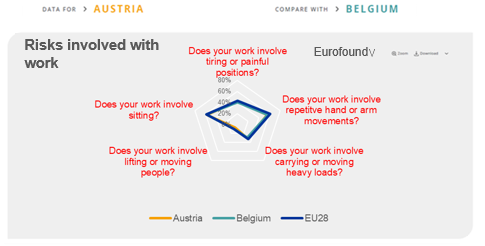 DATA FOR > AUSTRIA
COMPARE WITH > BELGIUM
Risks involved with
work
Eurofound
Zoom
Download
Does your work involve
tiring or painful
positions?
80%
60%
40%
20%
0%
Does your work involve
sitting?
Does your work involve
repetitive hand or arm
movements?
Does your work involve
lifting or moving
people?
Does your work involve
carrying or moving
heavy loads?
Austria
Belgium
EU28